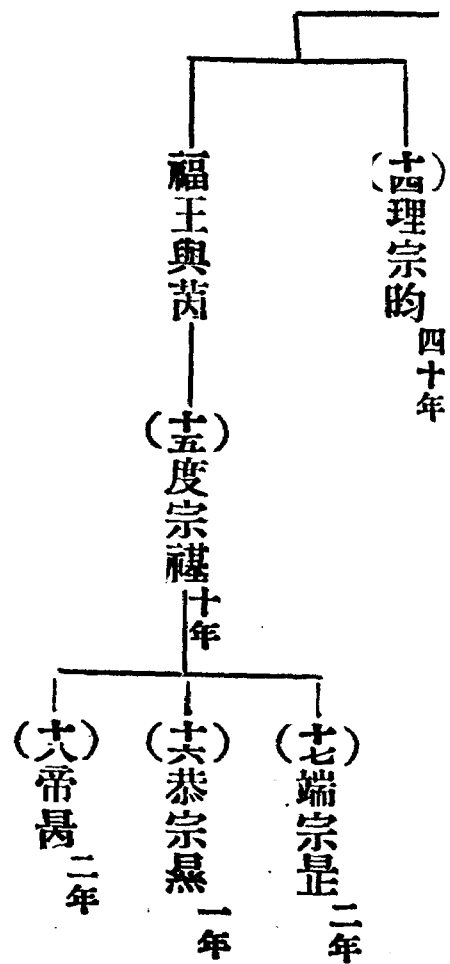 (十四)理宗昀
四十年
福王與芮
(十五)度宗禥
十年
(十七)端宗昰
二年
(十六)恭宗㬎
一年
(十八)帝昺
二年